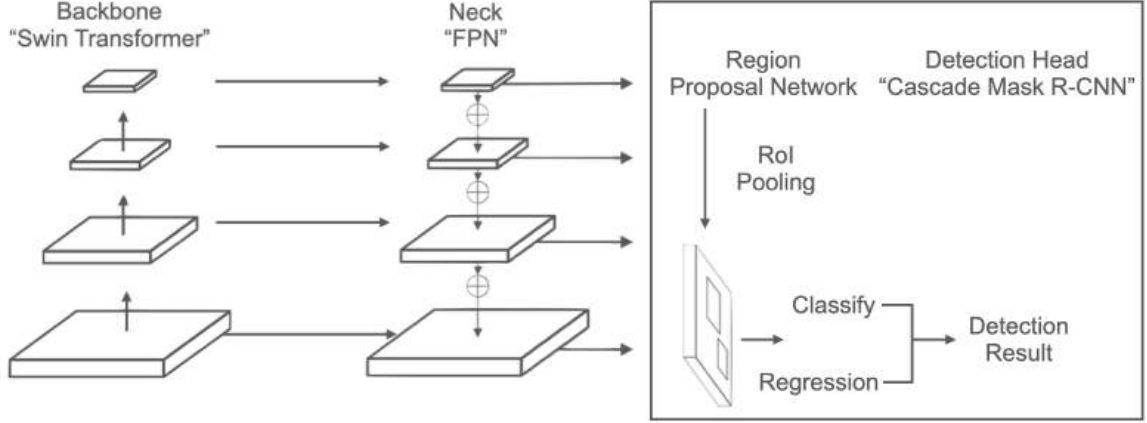 Backbone
“Swin Transformer”
Neck
“FPN”
Region
Proposal Network
Detection Head
“Cascade Mask R-CNN”
RoI
Pooling
Classify
Regression
Detection
Result